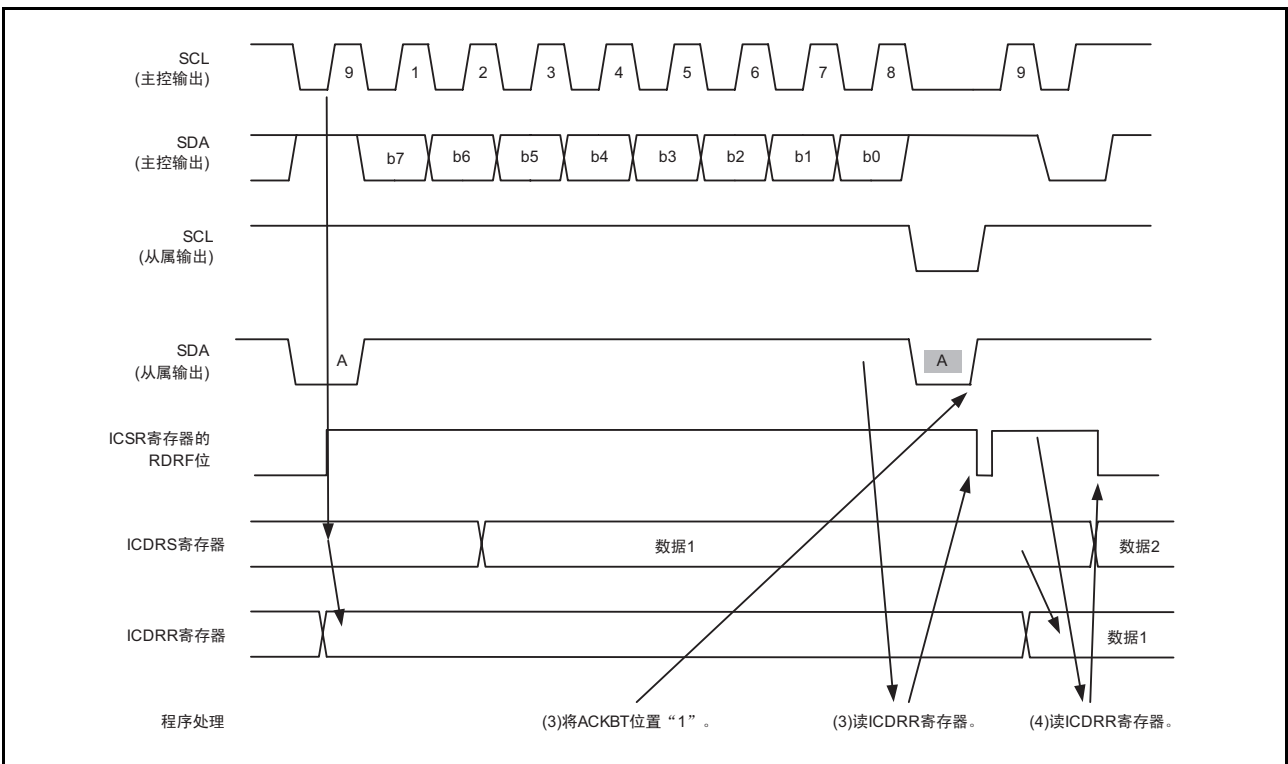 SCL
(主控输出)
9
1
2
3
4
5
6
7
8
9
SDA
(主控输出)
b7
b6
b5
b4
b3
b2
b1
b0
SCL
(从属输出)
SDA
(从属输出)
A
A
ICSR寄存器的
RDRF位
ICDRS寄存器
数据1
数据2
ICDRR寄存器
数据1
程序处理
(3)将ACKBT位置“1”。
(3)读ICDRR寄存器。
(4)读ICDRR寄存器。